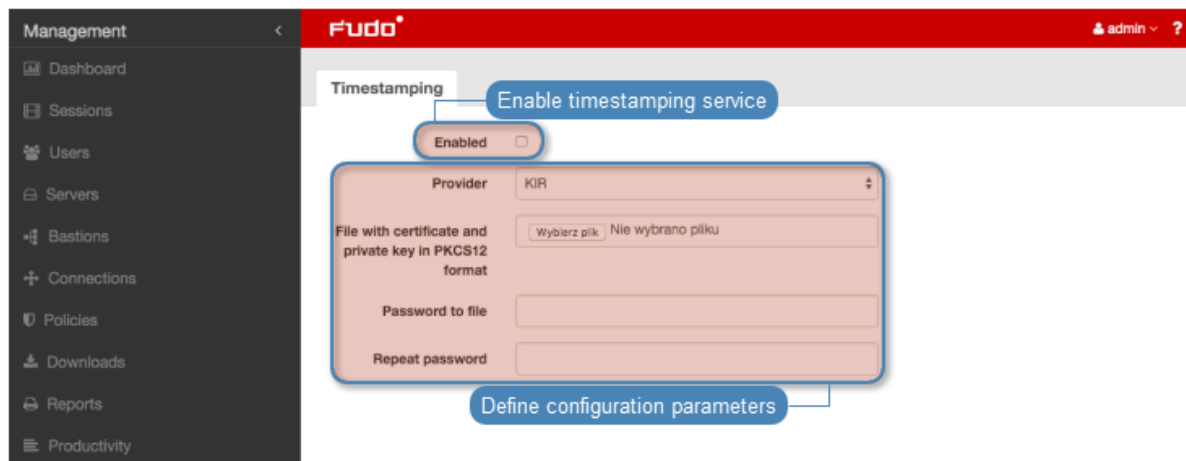 Management
FUDO
admin
?
Dashboard
Sessions
Users
Servers
Bastions
Connections
Policies
Downloads
Reports
Productivity
Timestamping
Enable timestamping service
Enabled
Provider
KIR
File with certificate and
private key in PKCS12
format
Wybierz plik Nie wybrano pliku
Password to file
Repeat password
Define configuration parameters